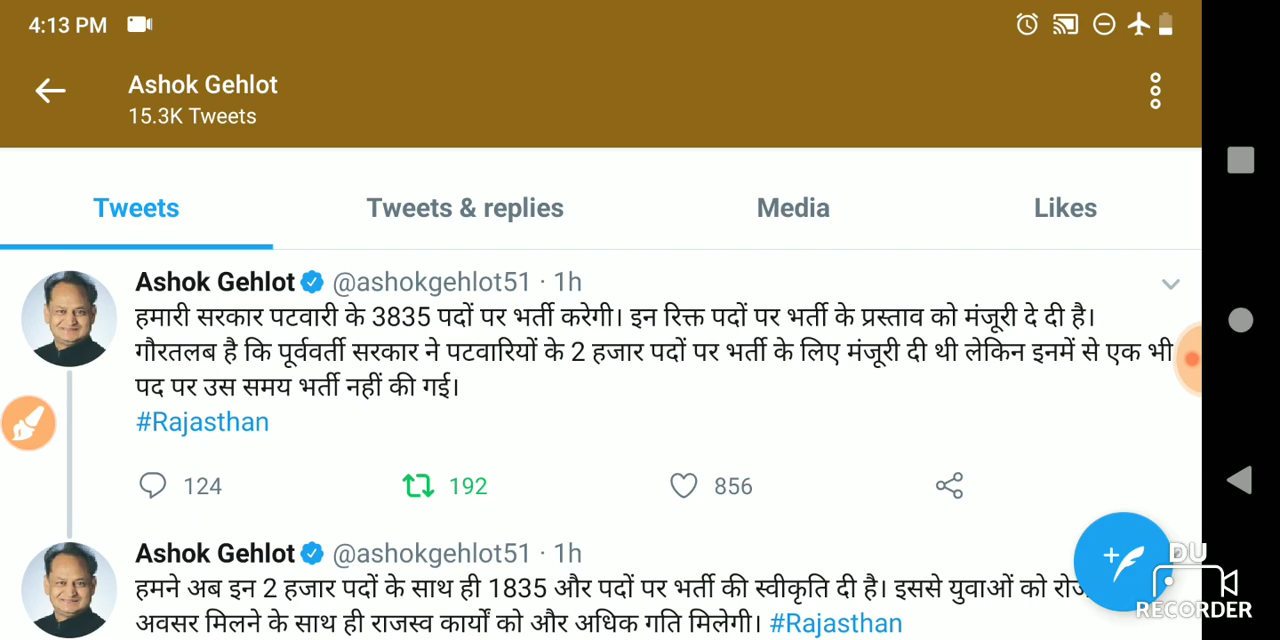 4:13 PM
Ashok Gehlot
15.3K Tweets
Tweets Tweets & replies Media Likes
Ashok Gehlot @ashokgehlot51 · 1h
हमारी सरकार पटवारी के 3835 पदों पर भर्ती करेगी। इन रिक्त पदों पर भर्ती के प्रस्ताव को मंजूरी दे दी है।
गौरतलब है कि पूर्ववर्ती सरकार ने पटवारियों के 2 हजार पदों पर भर्ती के लिए मंजूरी दी थी लेकिन इनमें से एक भी
पद पर उस समय भर्ती नहीं की गई।
#Rajasthan
124 192 856
Ashok Gehlot @ashokgehlot51 · 1h
हमने अब इन 2 हजार पदों के साथ ही 1835 और पदों पर भर्ती की स्वीकृति दी है। इससे युवाओं को
अवसर मिलने के साथ ही राजस्व कार्यों को और अधिक गति मिलेगी। #Rajasthan
DU
RECORDER